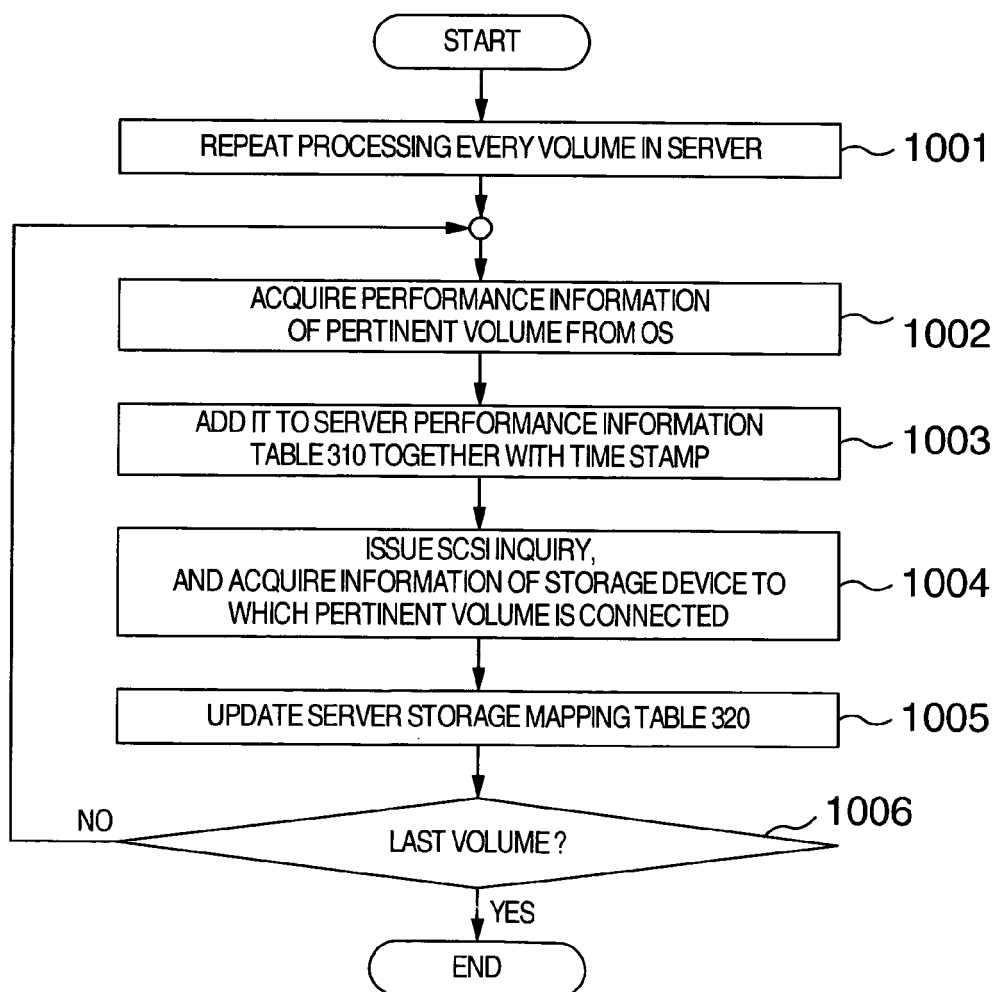 START
REPEAT PROCESSING EVERY VOLUME IN SERVER
1001
ACQUIRE PERFORMANCE INFORMATION
OF PERTINENT VOLUME FROM OS
1002
ADD IT TO SERVER PERFORMANCE INFORMATION
TABLE 310 TOGETHER WITH TIME STAMP
1003
ISSUE SCSI INQUIRY,
AND ACQUIRE INFORMATION OF STORAGE DEVICE TO
WHICH PERTINENT VOLUME IS CONNECTED
1004
UPDATE SERVER STORAGE MAPPING TABLE 320
1005
NO
LAST VOLUME ?
1006
YES
END